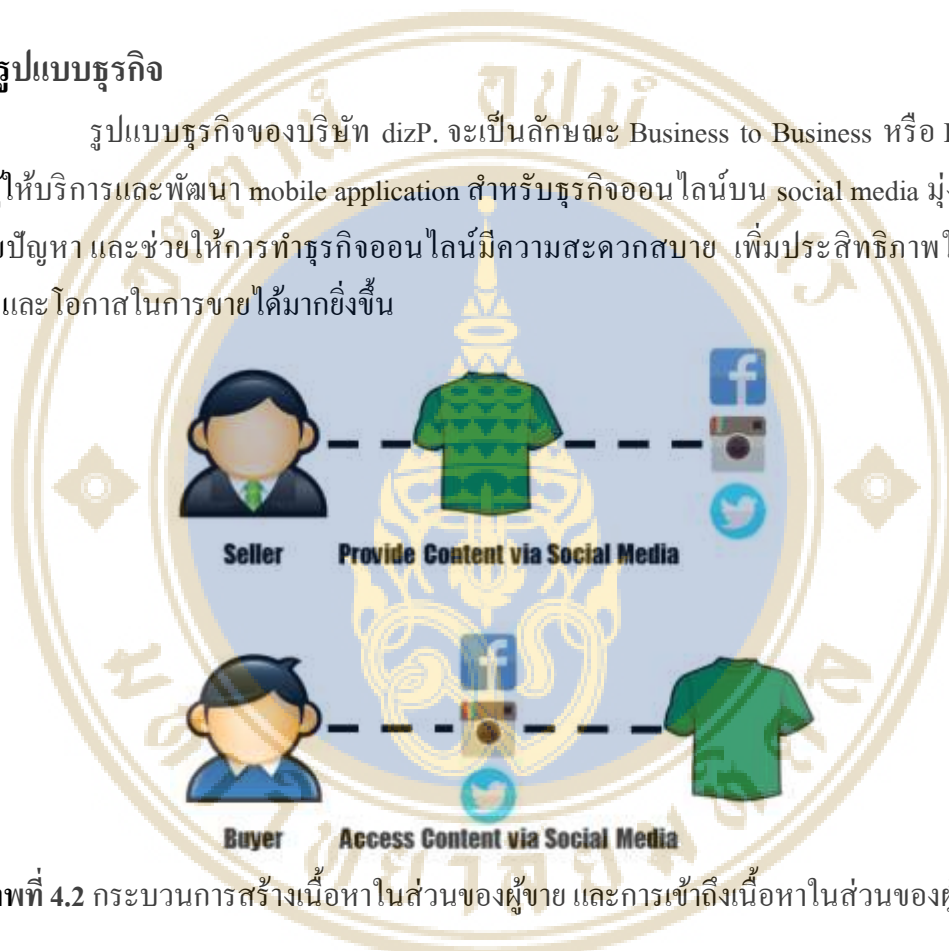 รูปแบบธุรกิจ
รูปแบบธุรกิจของบริษัท dizP. จะเป็นลักษณะ Business to Business หรือ
ให้บริการและพัฒนา mobile application สำหรับธุรกิจออนไลน์บน social media
ปัญหา และช่วยให้การทำธุรกิจออนไลน์มีความสะดวกสบาย เพิ่มประสิทธิภาพ
และโอกาสในการขายได้มากยิ่งขึ้น
Seller Provide Content via Social Media
Buyer Access Content via Social Media
พที่ 4.2 กระบวนการสร้างเนื้อหาในส่วนของผู้ขาย และการเข้าถึงเนื้อหาในส่วนของ
มหาวิทยาลัยมหิดล